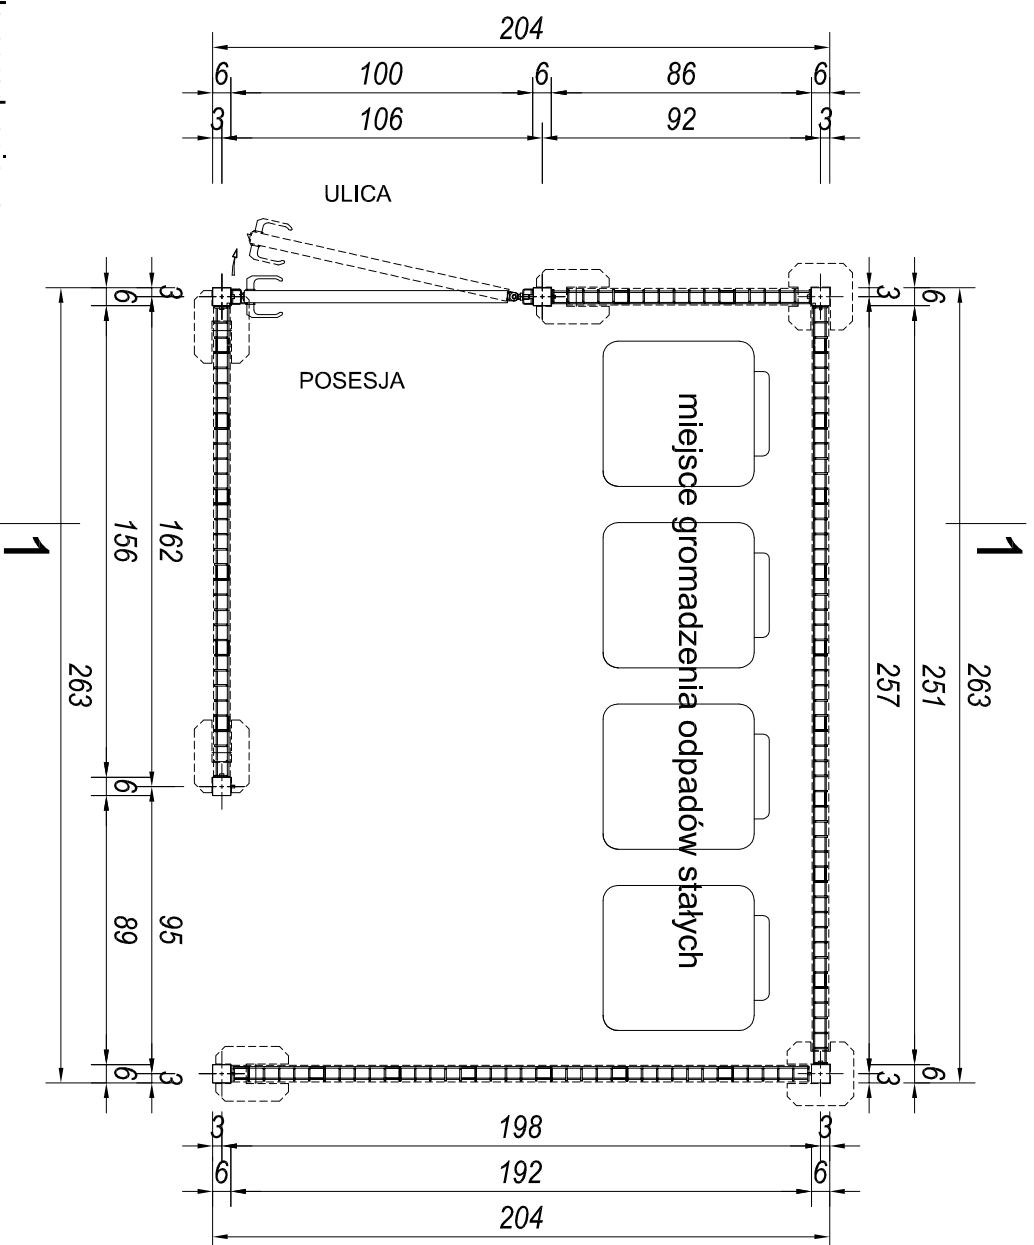 204
6 100 6 86 6
3 106 92 3
ULICA
6 3 3 6
POSESJA
miejsce gromadzenia odpadów stałych
1 1
156 162
263 257 251 263
6
89 95
6 3 3 6
3 198 3
6 192 6
204